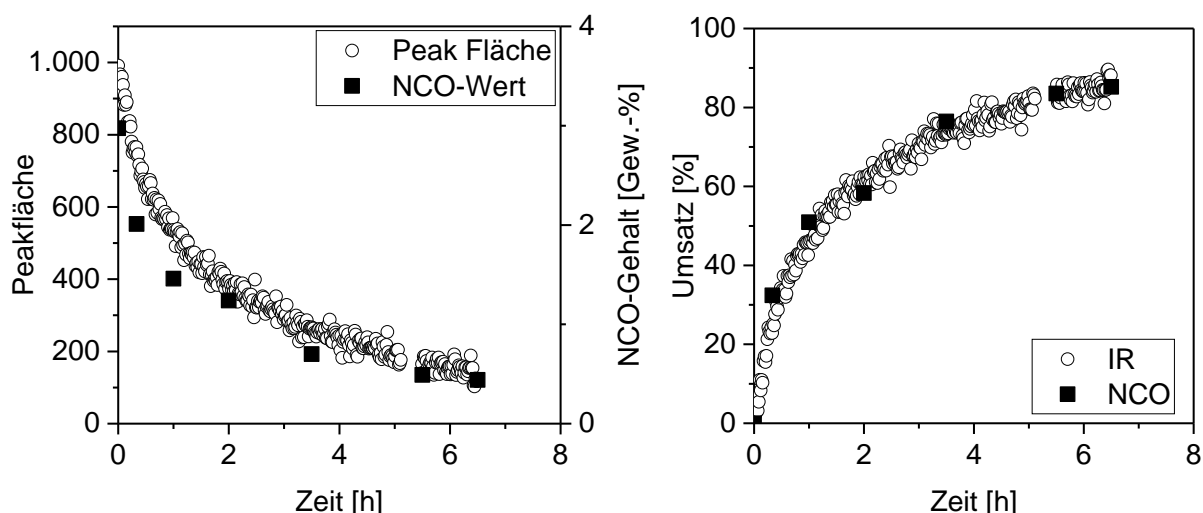 Peakfläche
1.000
800
600
400
200
0
Peak Fläche
NCO-Wert
4
2
0
NCO-Gehalt [Gew.-%]
0 2 4 6 8
Zeit [h]
Umsatz [%]
100
80
60
40
20
0
IR
NCO
0 2 4 6 8
Zeit [h]